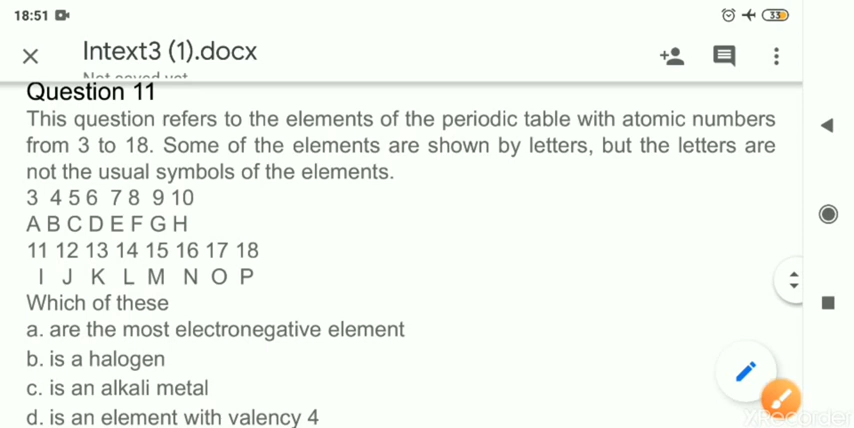 18:51
33
Intext3 (1).docx
Not saved yet
Question 11
This question refers to the elements of the periodic table with atomic numbers
from 3 to 18. Some of the elements are shown by letters, but the letters are
not the usual symbols of the elements.
3 4 5 6 7 8 9 10
A B C D E F G H
11 12 13 14 15 16 17 18
I J K L M N O P
Which of these
a. are the most electronegative element
b. is a halogen
c. is an alkali metal
d. is an element with valency 4
XRecorder